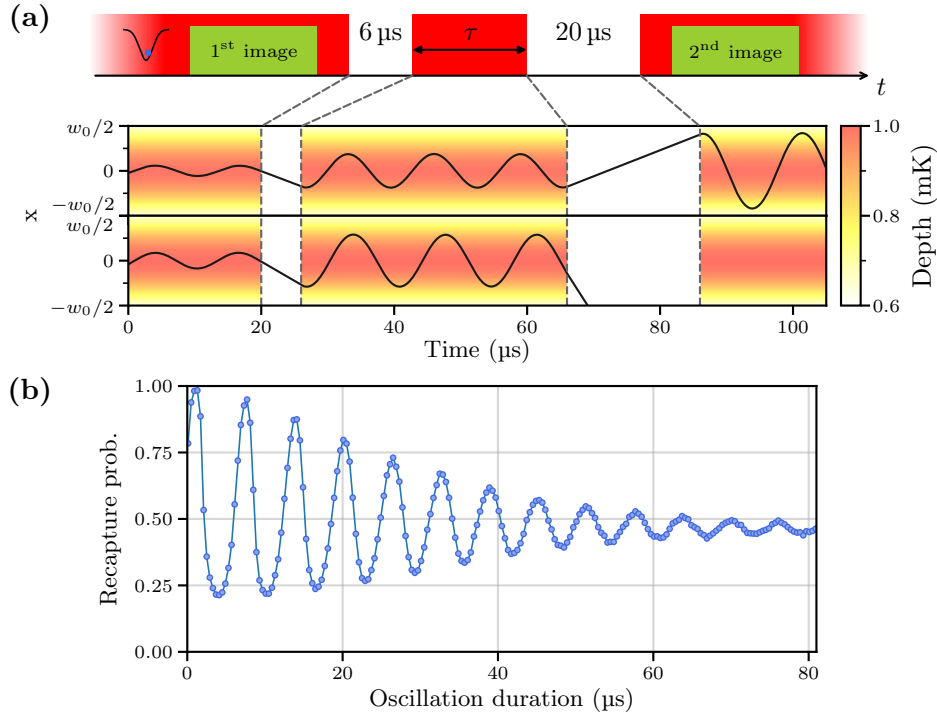 (a)
6 µs
τ
20 µs
1st image
2nd image
t
w0/2
0
−w0/2
w0/2
0
−w0/2
x
0
20
40
60
80
100
Time (µs)
1.0
0.8
0.6
Depth (mK)
(b)
1.00
0.75
0.50
0.25
0.00
Recapture prob.
0
20
40
60
80
Oscillation duration (µs)